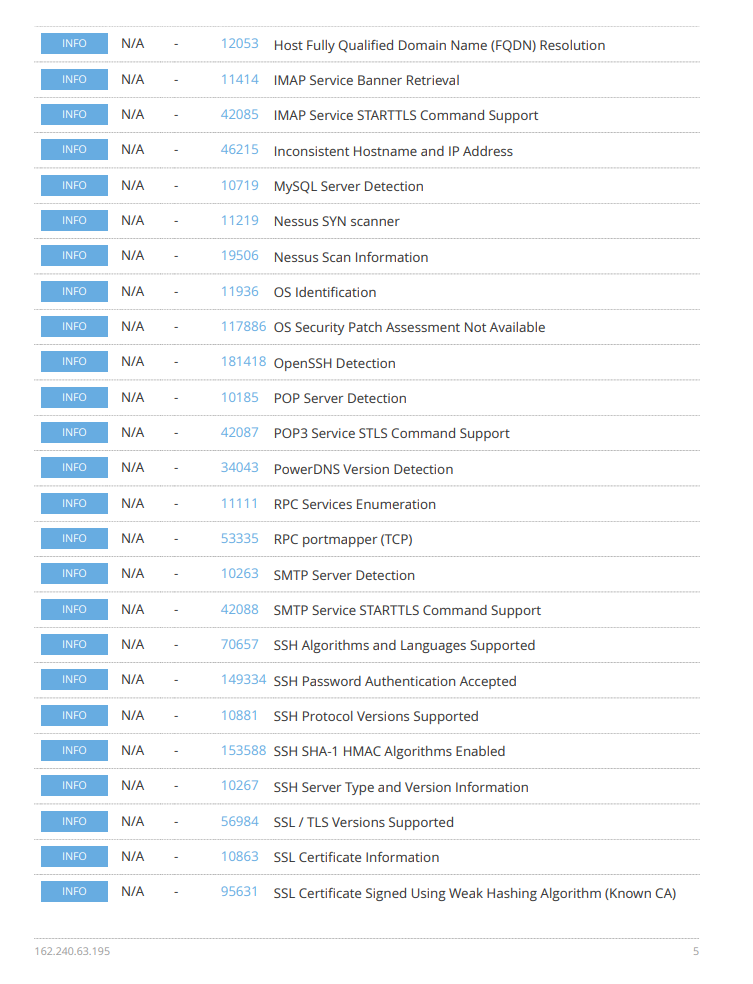 INFO N/A - 12053 Host Fully Qualified Domain Name (FQDN) Resolution
INFO N/A - 11414 IMAP Service Banner Retrieval
INFO N/A - 42085 IMAP Service STARTTLS Command Support
INFO N/A - 46215 Inconsistent Hostname and IP Address
INFO N/A - 10719 MySQL Server Detection
INFO N/A - 11219 Nessus SYN scanner
INFO N/A - 19506 Nessus Scan Information
INFO N/A - 11936 OS Identification
INFO N/A - 117886 OS Security Patch Assessment Not Available
INFO N/A - 181418 OpenSSH Detection
INFO N/A - 10185 POP Server Detection
INFO N/A - 42087 POP3 Service STLS Command Support
INFO N/A - 34043 PowerDNS Version Detection
INFO N/A - 11111 RPC Services Enumeration
INFO N/A - 53335 RPC portmapper (TCP)
INFO N/A - 10263 SMTP Server Detection
INFO N/A - 42088 SMTP Service STARTTLS Command Support
INFO N/A - 70657 SSH Algorithms and Languages Supported
INFO N/A - 149334 SSH Password Authentication Accepted
INFO N/A - 10881 SSH Protocol Versions Supported
INFO N/A - 153588 SSH SHA-1 HMAC Algorithms Enabled
INFO N/A - 10267 SSH Server Type and Version Information
INFO N/A - 56984 SSL / TLS Versions Supported
INFO N/A - 10863 SSL Certificate Information
INFO N/A - 95631 SSL Certificate Signed Using Weak Hashing Algorithm (Known CA)
162.240.63.195 5